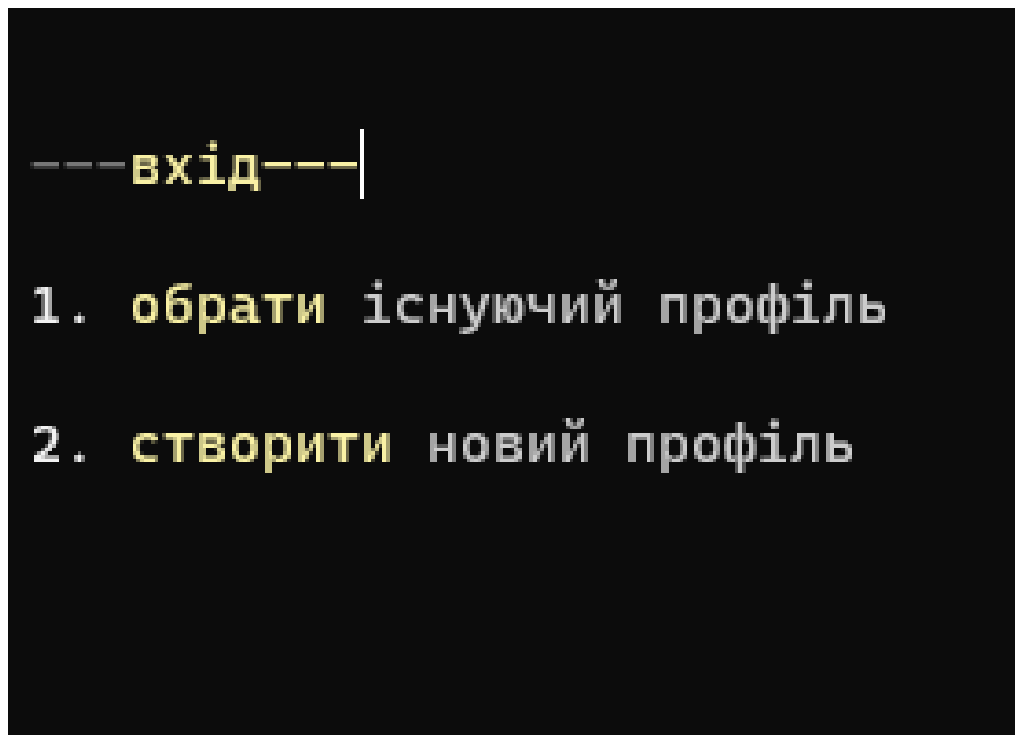 ---вхід---
1. обрати існуючий профіль
2. створити новий профіль